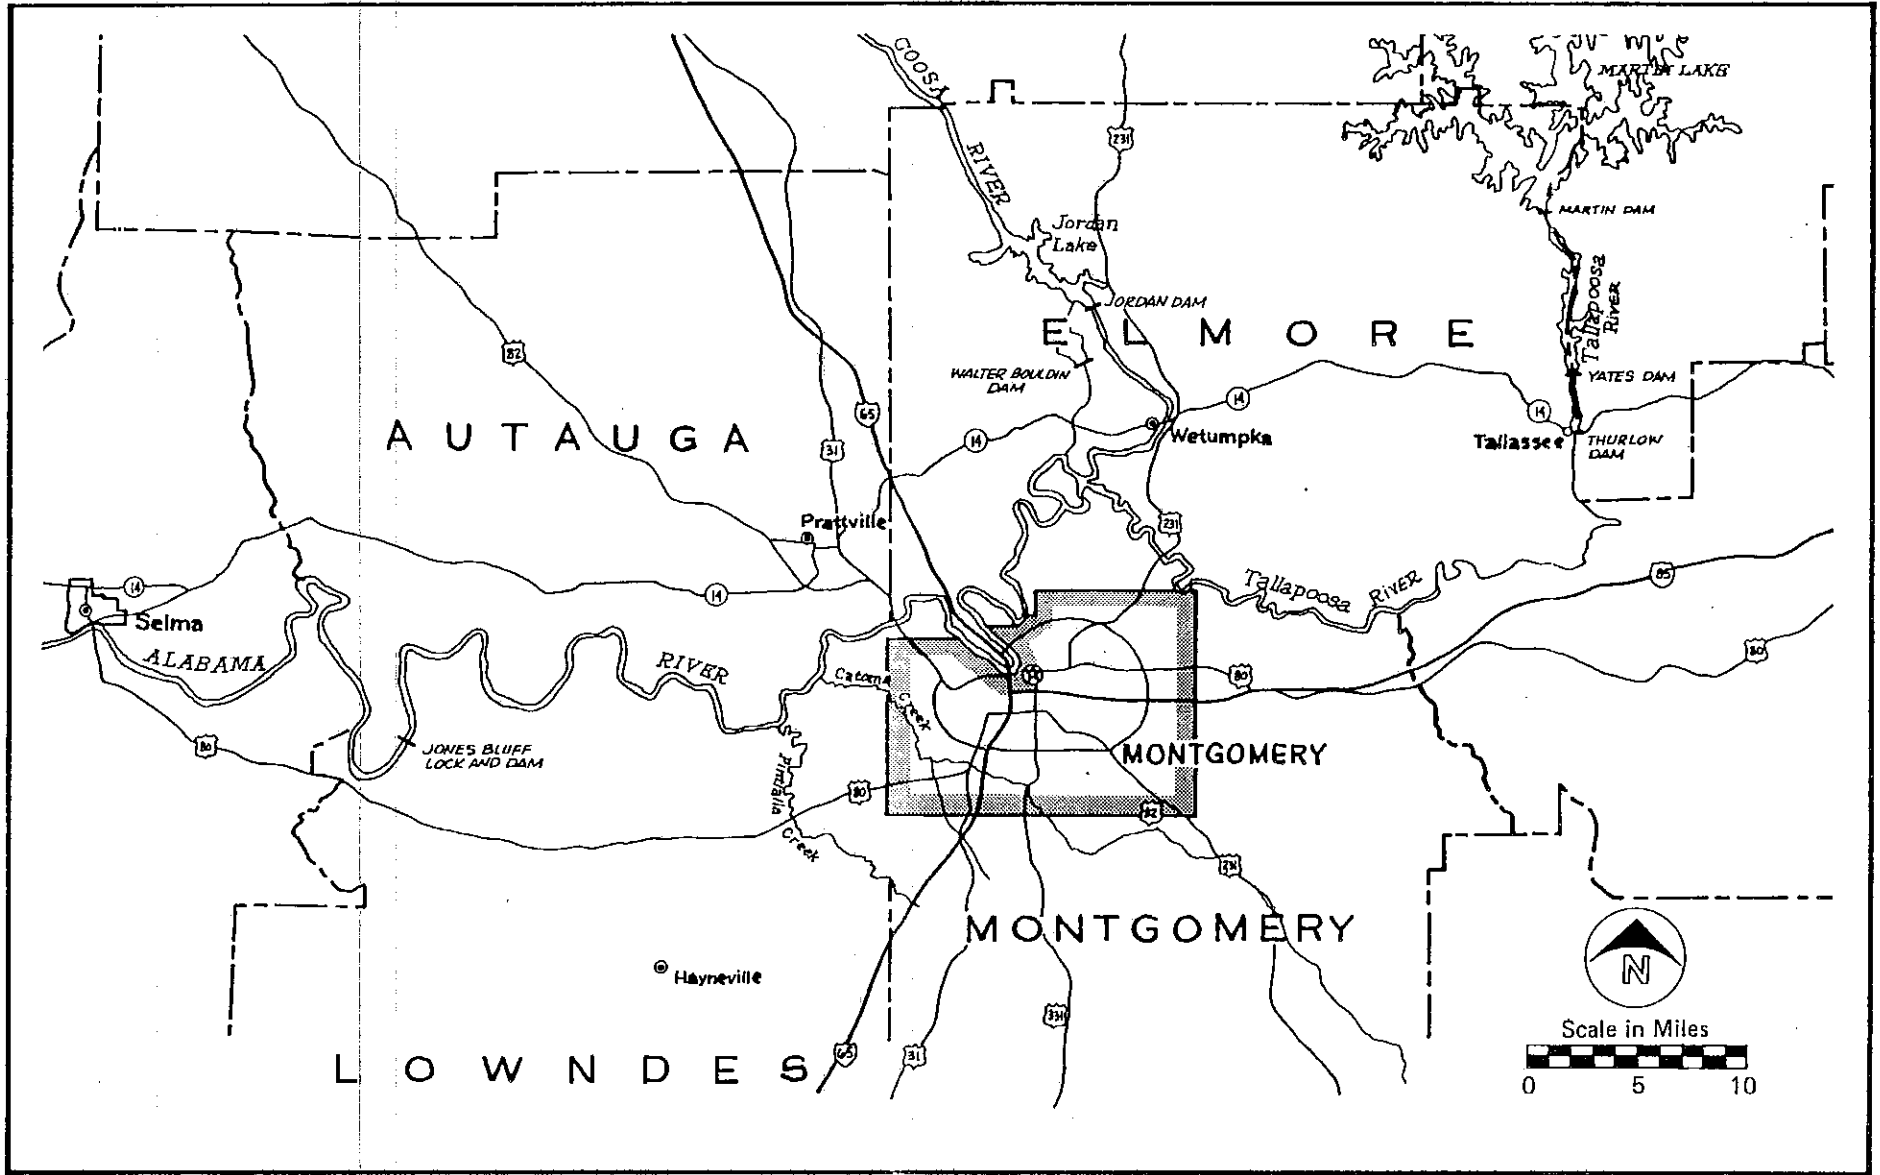 COOSA
RIVER
MARTIN LAKE
231
MARTIN DAM
Jordan
Lake
JORDAN DAM
Tallapoosa
River
ELMORE
82
WALTER BOULDIN
DAM
YATES DAM
65
14
14
AUTAUGA
31
14
Wetumpka
Tallassee
THURLOW
DAM
Prattville
231
85
14
14
Tallapoosa
River
Selma
ALABAMA
RIVER
80
80
Catoma
Creek
80
JONES BLUFF
LOCK AND DAM
MONTGOMERY
Pintlalla
Creek
80
82
231
MONTGOMERY
Hayneville
N
331
Scale in Miles
LOWNDES
65
31
0 5 10